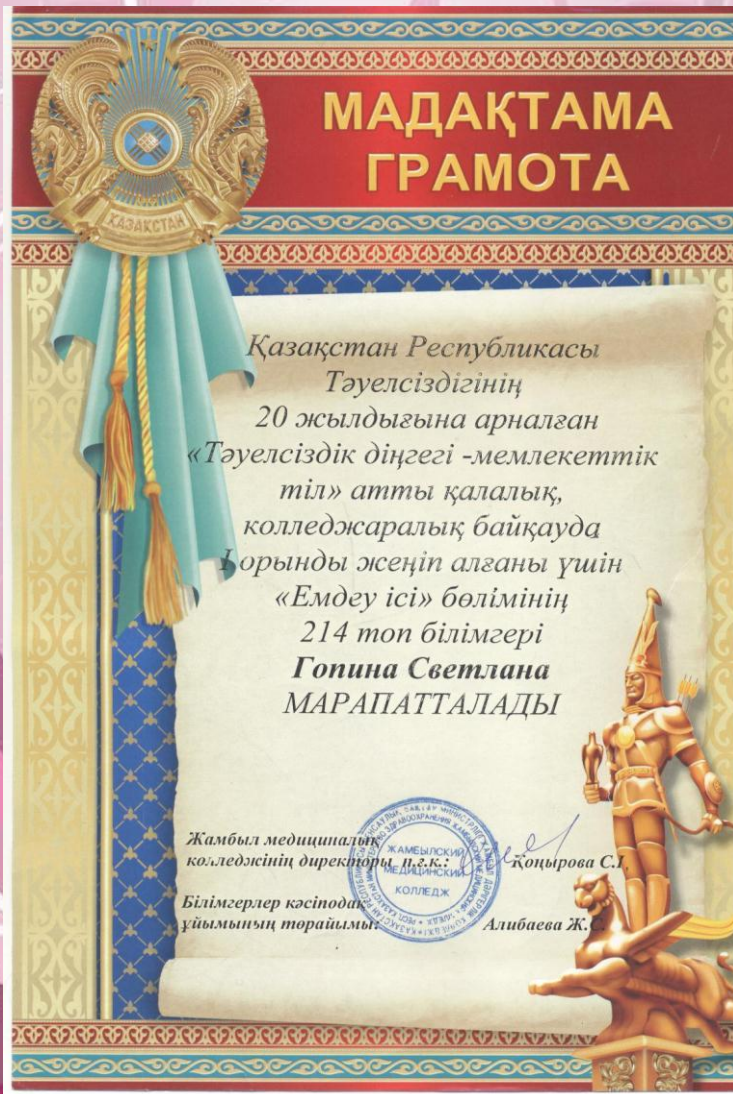 МАДАҚТАМА
ГРАМОТА
ҚАЗАҚСТАН
Қазақстан Республикасы
Тәуелсіздігінің
20 жылдығына арналған
«Тәуелсіздік діңгегі -мемлекеттік
тіл» атты қалалық,
колледжаралық байқауда
І орынды жеңіп алғаны үшін
«Емдеу ісі» бөлімінің
214 топ білімгері
Гопина Светлана
МАРАПАТТАЛАДЫ
Жамбыл медициналық
колледжінің директоры п.ғ.к.: Қоңырова С.І
Білімгерлер кәсіподақ
ұйымының төрайымы: Алибаева Ж.С.
ЖАМБЫЛСКИЙ
МЕДИЦИНСКИЙ
КОЛЛЕДЖ